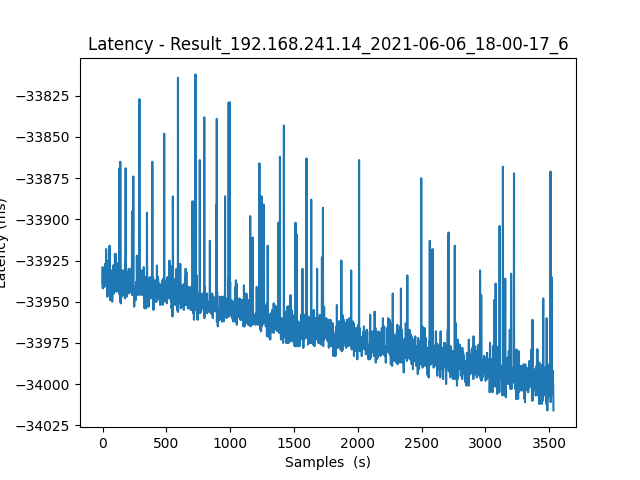 Latency - Result_192.168.241.14_2021-06-06_18-00-17_6
−33825
−33850
−33875
−33900
−33925
−33950
−33975
−34000
−34025
Latency (ms)
0 500 1000 1500 2000 2500 3000 3500
Samples  (s)